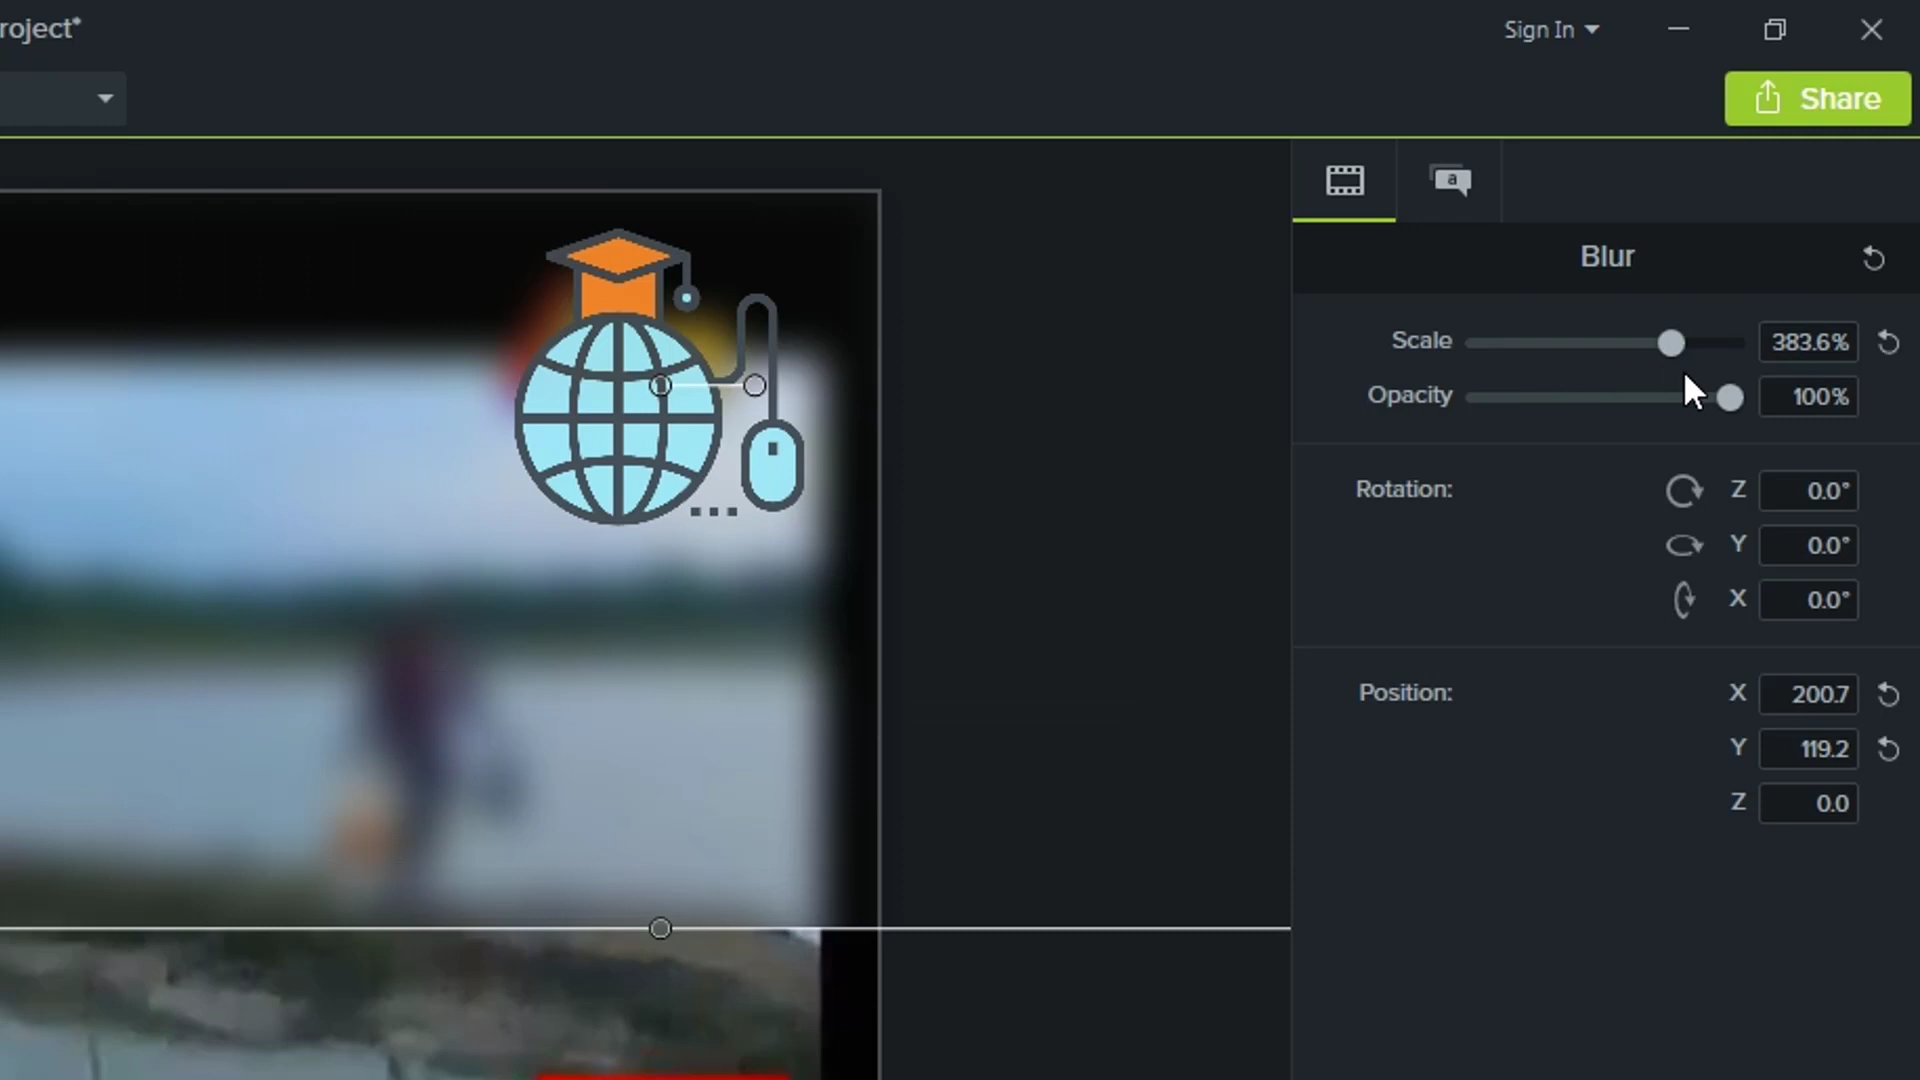 roject*
Sign In
Share
a
Blur
Scale 383.6%
Opacity 100%
Rotation: Z 0.0°
Y 0.0°
X 0.0°
Position: X 200.7
Y 119.2
Z 0.0